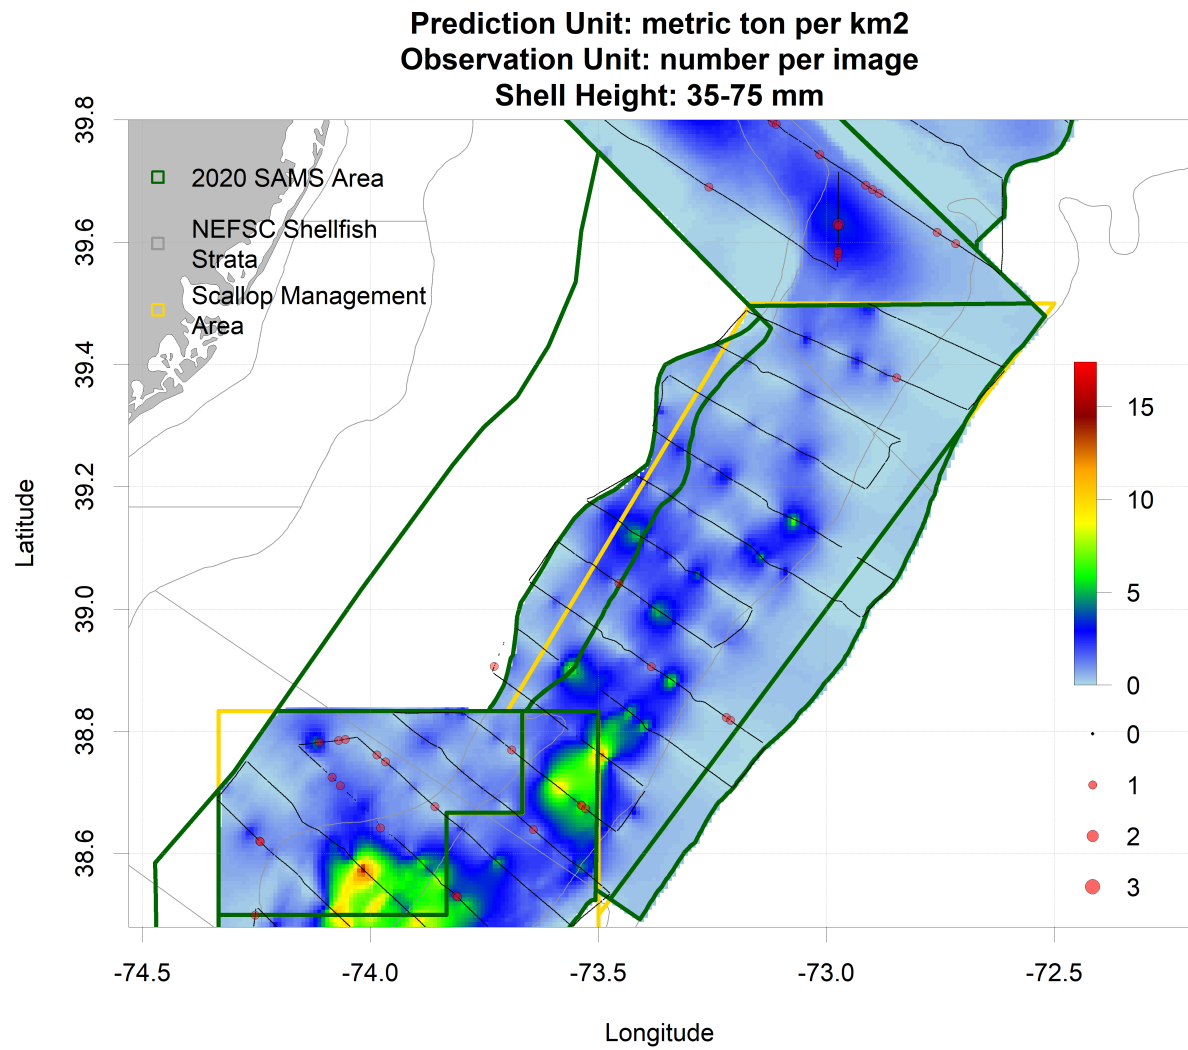 Prediction Unit: metric ton per km2
Observation Unit: number per image
Shell Height: 35-75 mm
2020 SAMS Area
NEFSC Shellfish
Strata
Scallop Management
Area
39.8
39.6
39.4
39.2
39.0
38.8
38.6
Latitude
15
10
5
0
0
1
2
3
-74.5
-74.0
-73.5
-73.0
-72.5
Longitude